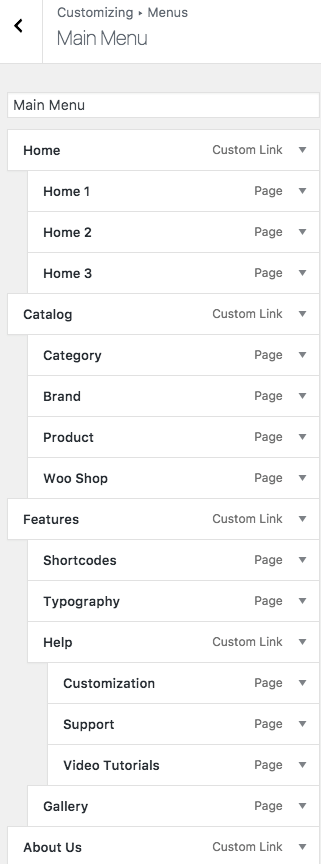 Customizing ▸ Menus
Main Menu
Main Menu
Home Custom Link
Home 1 Page
Home 2 Page
Home 3 Page
Catalog Custom Link
Category Page
Brand Page
Product Page
Woo Shop Page
Features Custom Link
Shortcodes Page
Typography Page
Help Custom Link
Customization Page
Support Page
Video Tutorials Page
Gallery Page
About Us Custom Link